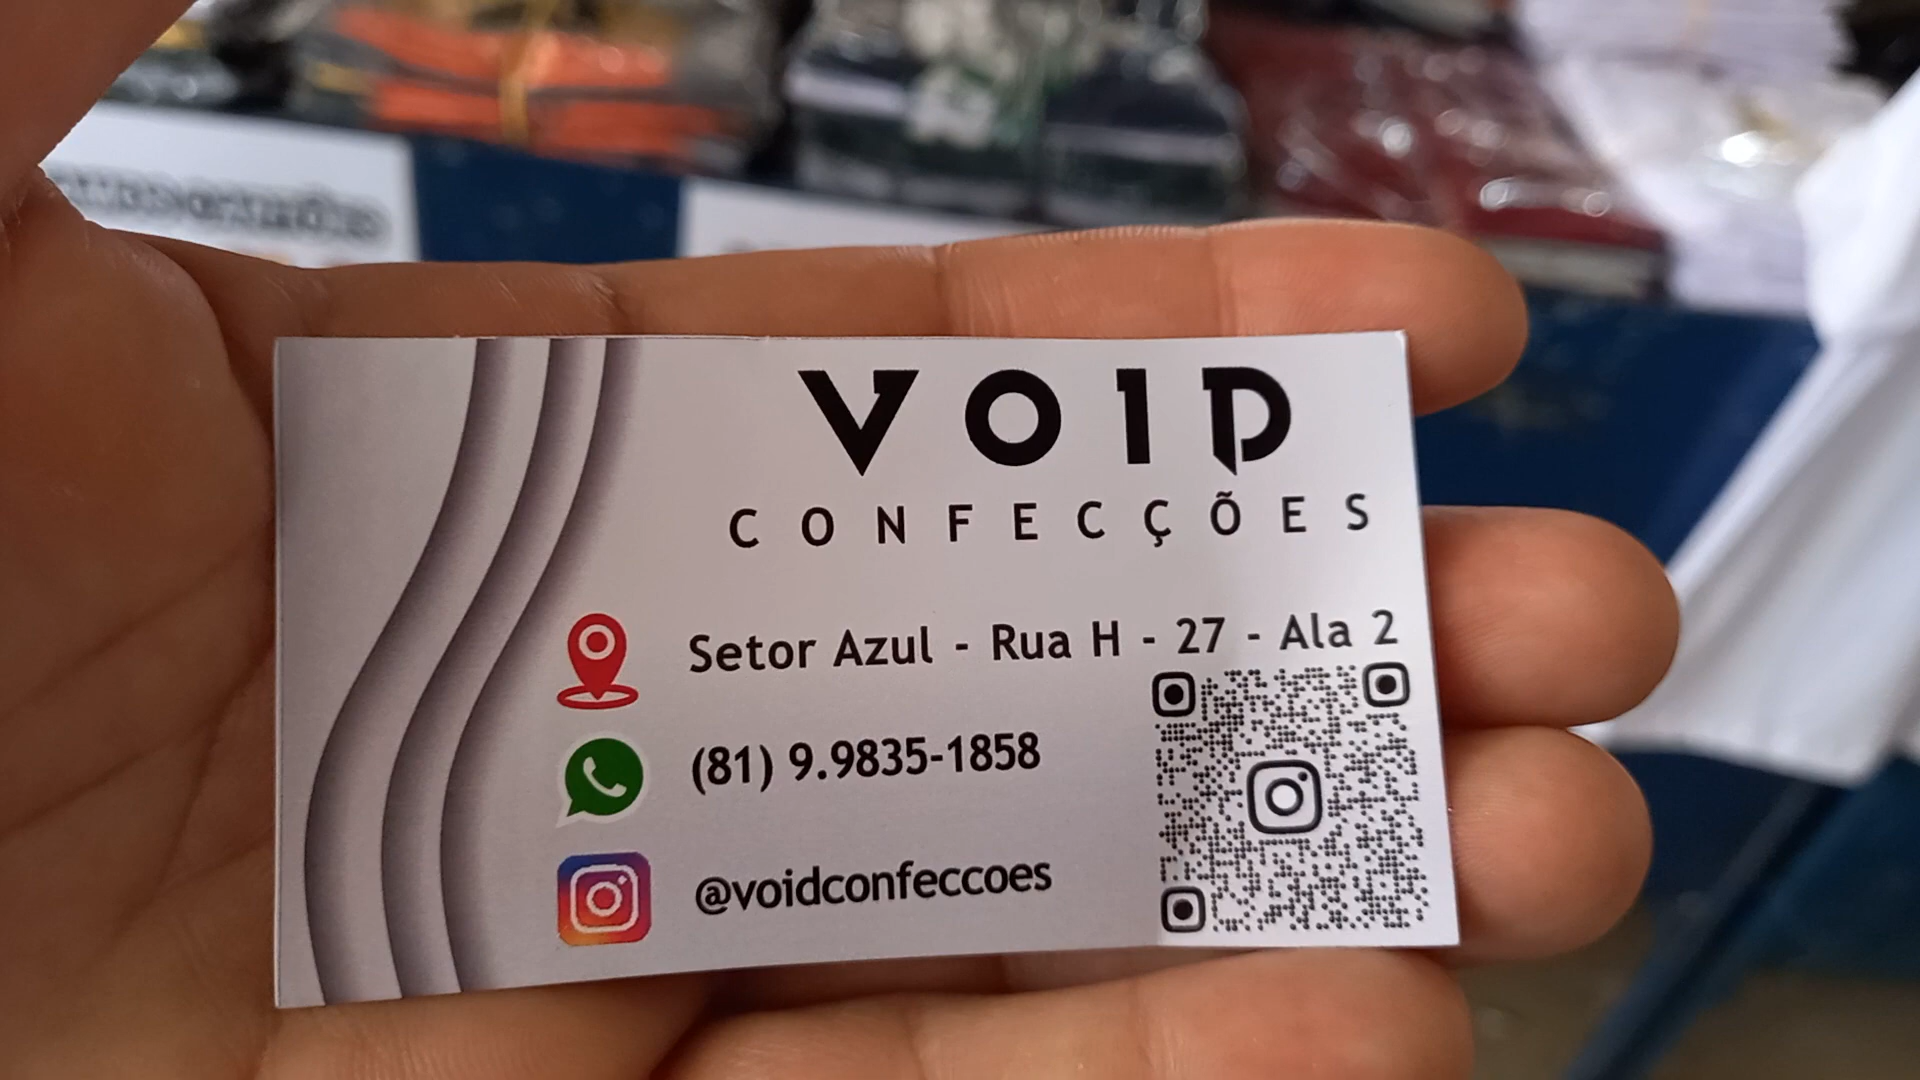 VOID
CONFECÇÕES
Setor Azul - Rua H - 27 - Ala 2
(81) 9.9835-1858
@voidconfeccoes